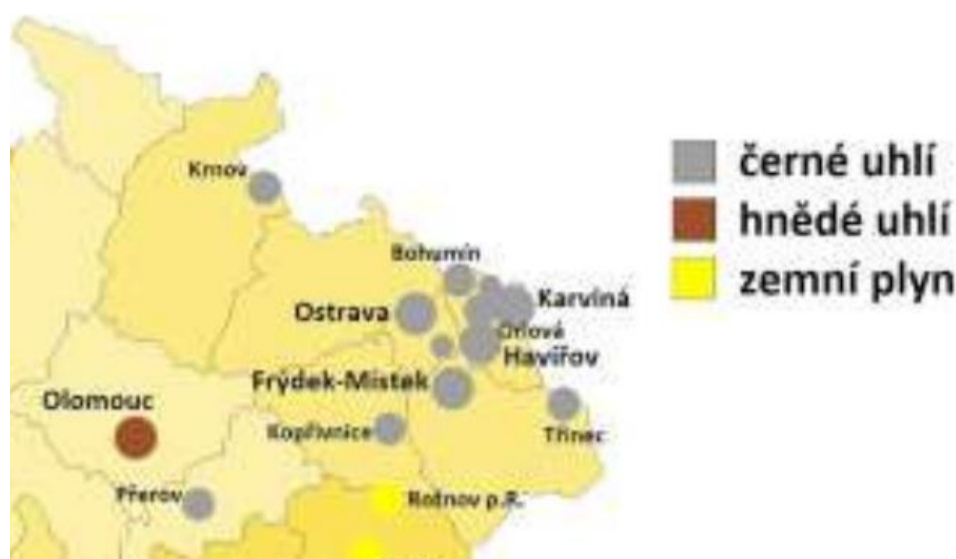 Krnov
Bohumín
Ostrava
Karviná
Orlová
Havířov
Frýdek-Místek
Olomouc
Kopřivnice
Třinec
Přerov
Rožnov p.R.
černé uhlí
hnědé uhlí
zemní plyn